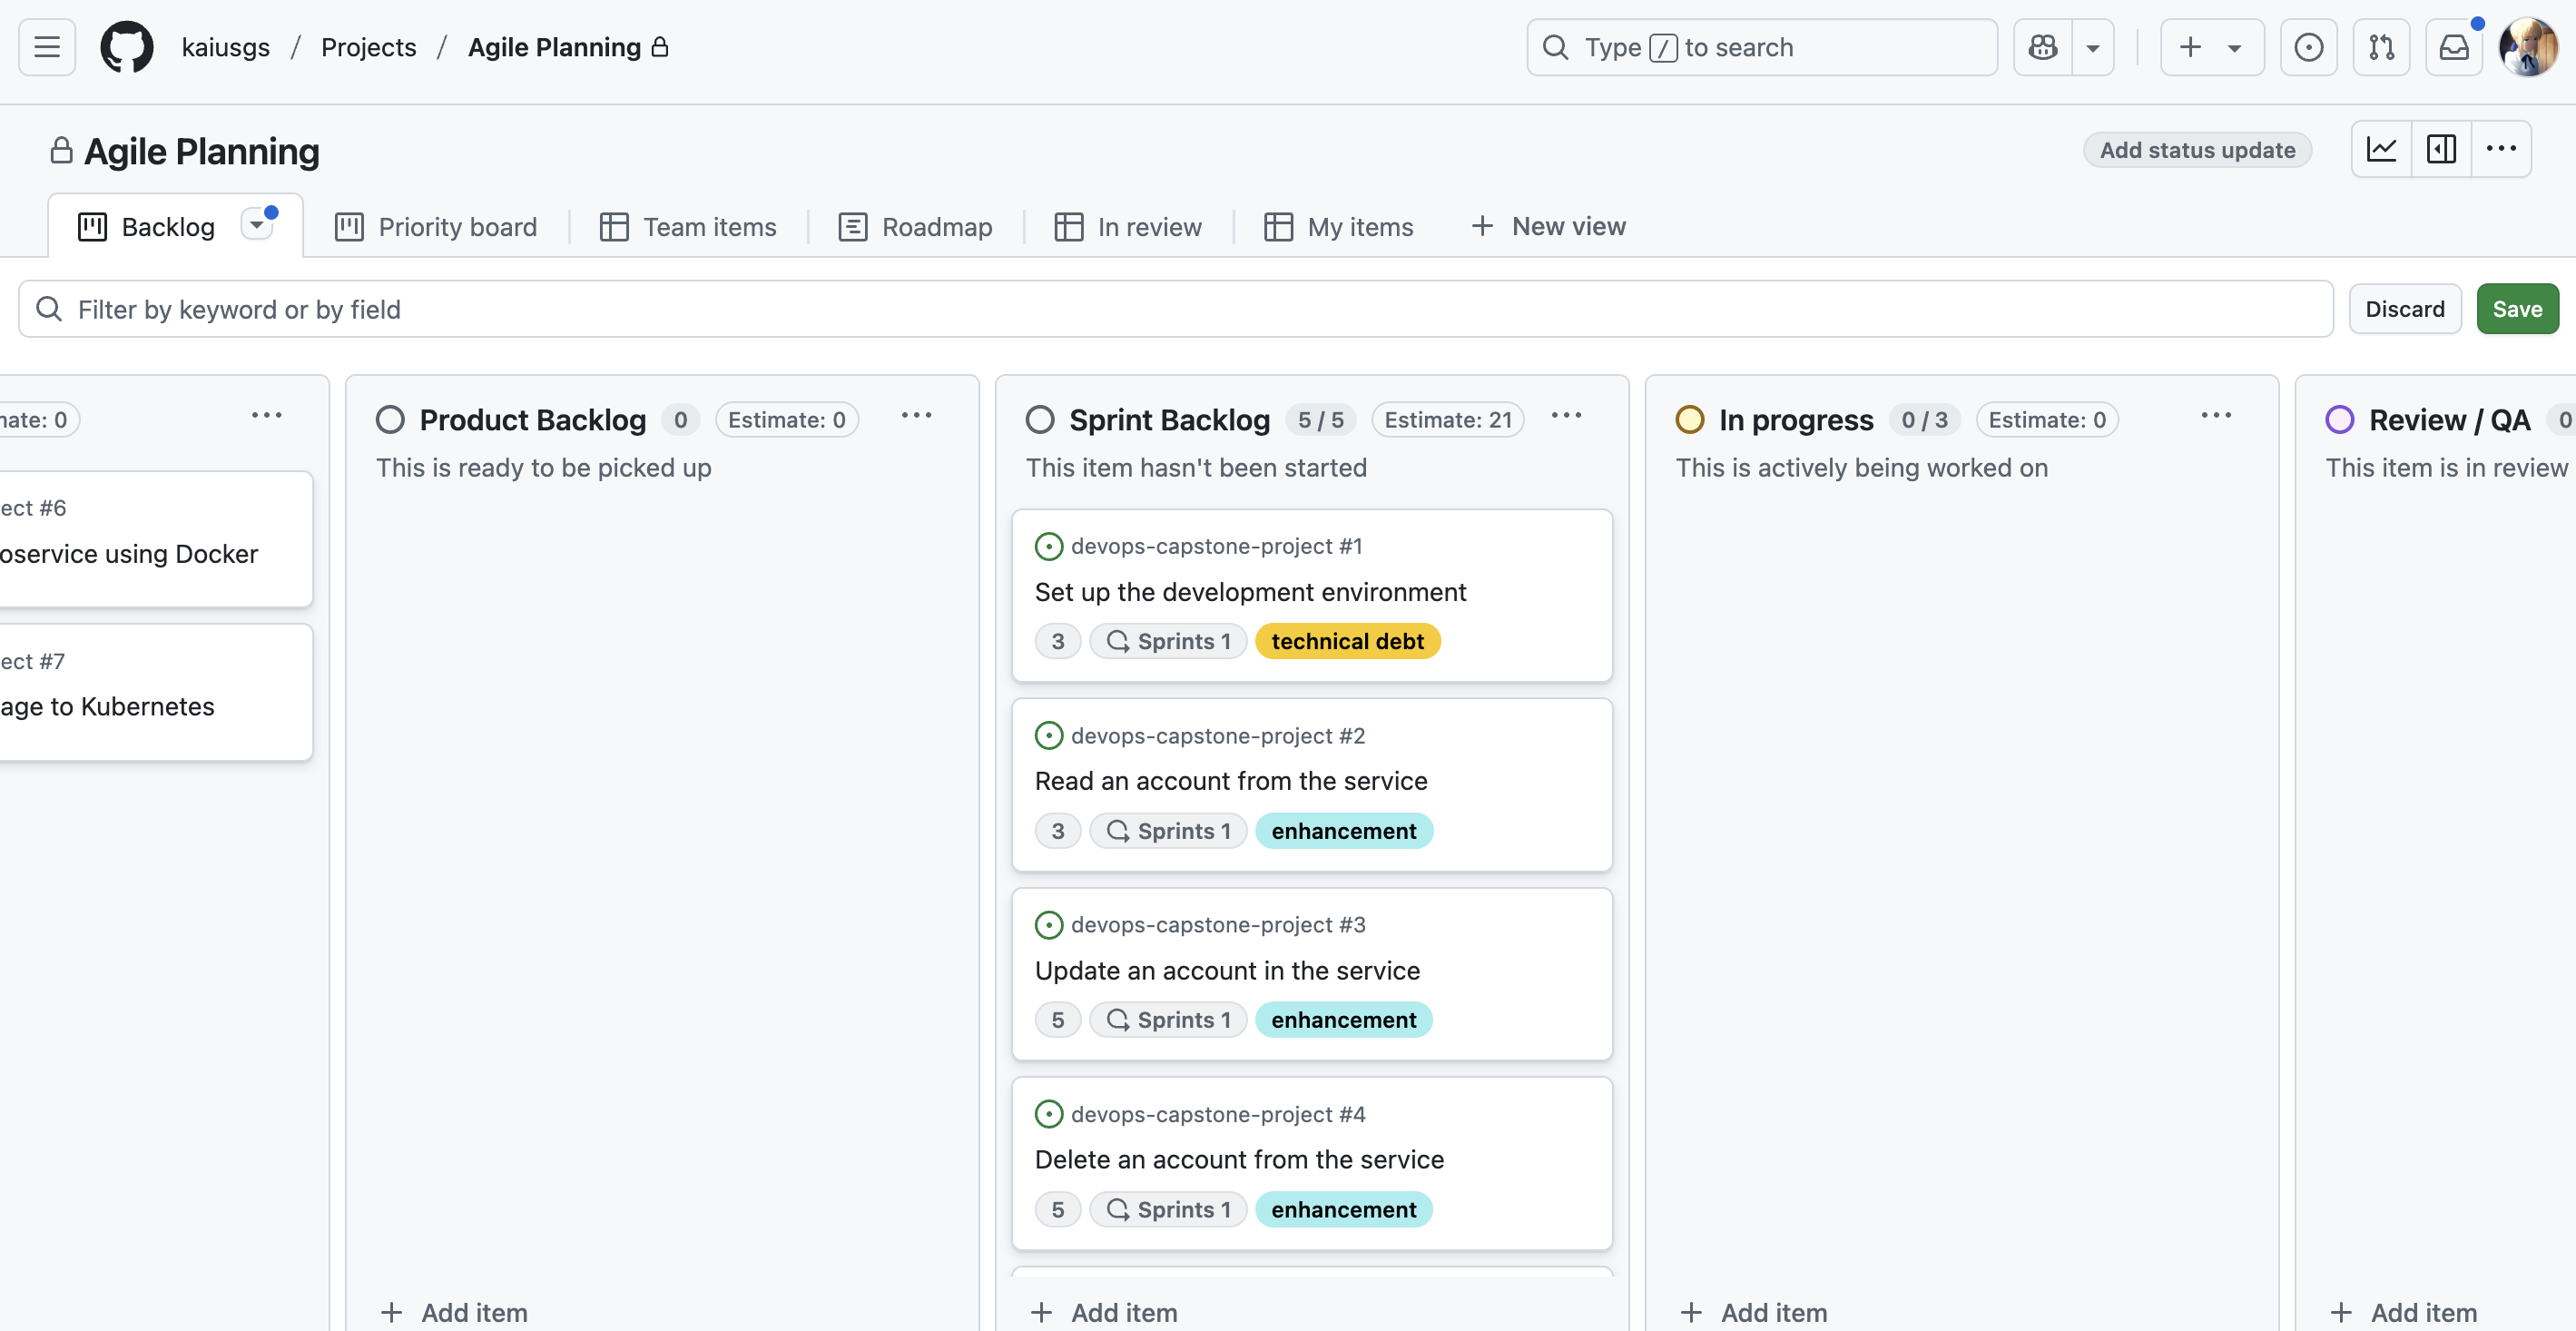 kaiusgs / Projects / Agile Planning
Type / to search
Agile Planning
Add status update
Backlog
Priority board
Team items
Roadmap
In review
My items
New view
Filter by keyword or by field
Discard
Save
mate: 0
ect #6
oservice using Docker
ect #7
age to Kubernetes
Product Backlog 0 Estimate: 0
This is ready to be picked up
Add item
Sprint Backlog 5 / 5 Estimate: 21
This item hasn't been started
devops-capstone-project #1
Set up the development environment
3 Sprints 1 technical debt
devops-capstone-project #2
Read an account from the service
3 Sprints 1 enhancement
devops-capstone-project #3
Update an account in the service
5 Sprints 1 enhancement
devops-capstone-project #4
Delete an account from the service
5 Sprints 1 enhancement
Add item
In progress 0 / 3 Estimate: 0
This is actively being worked on
Add item
Review / QA 0
This item is in review
Add item